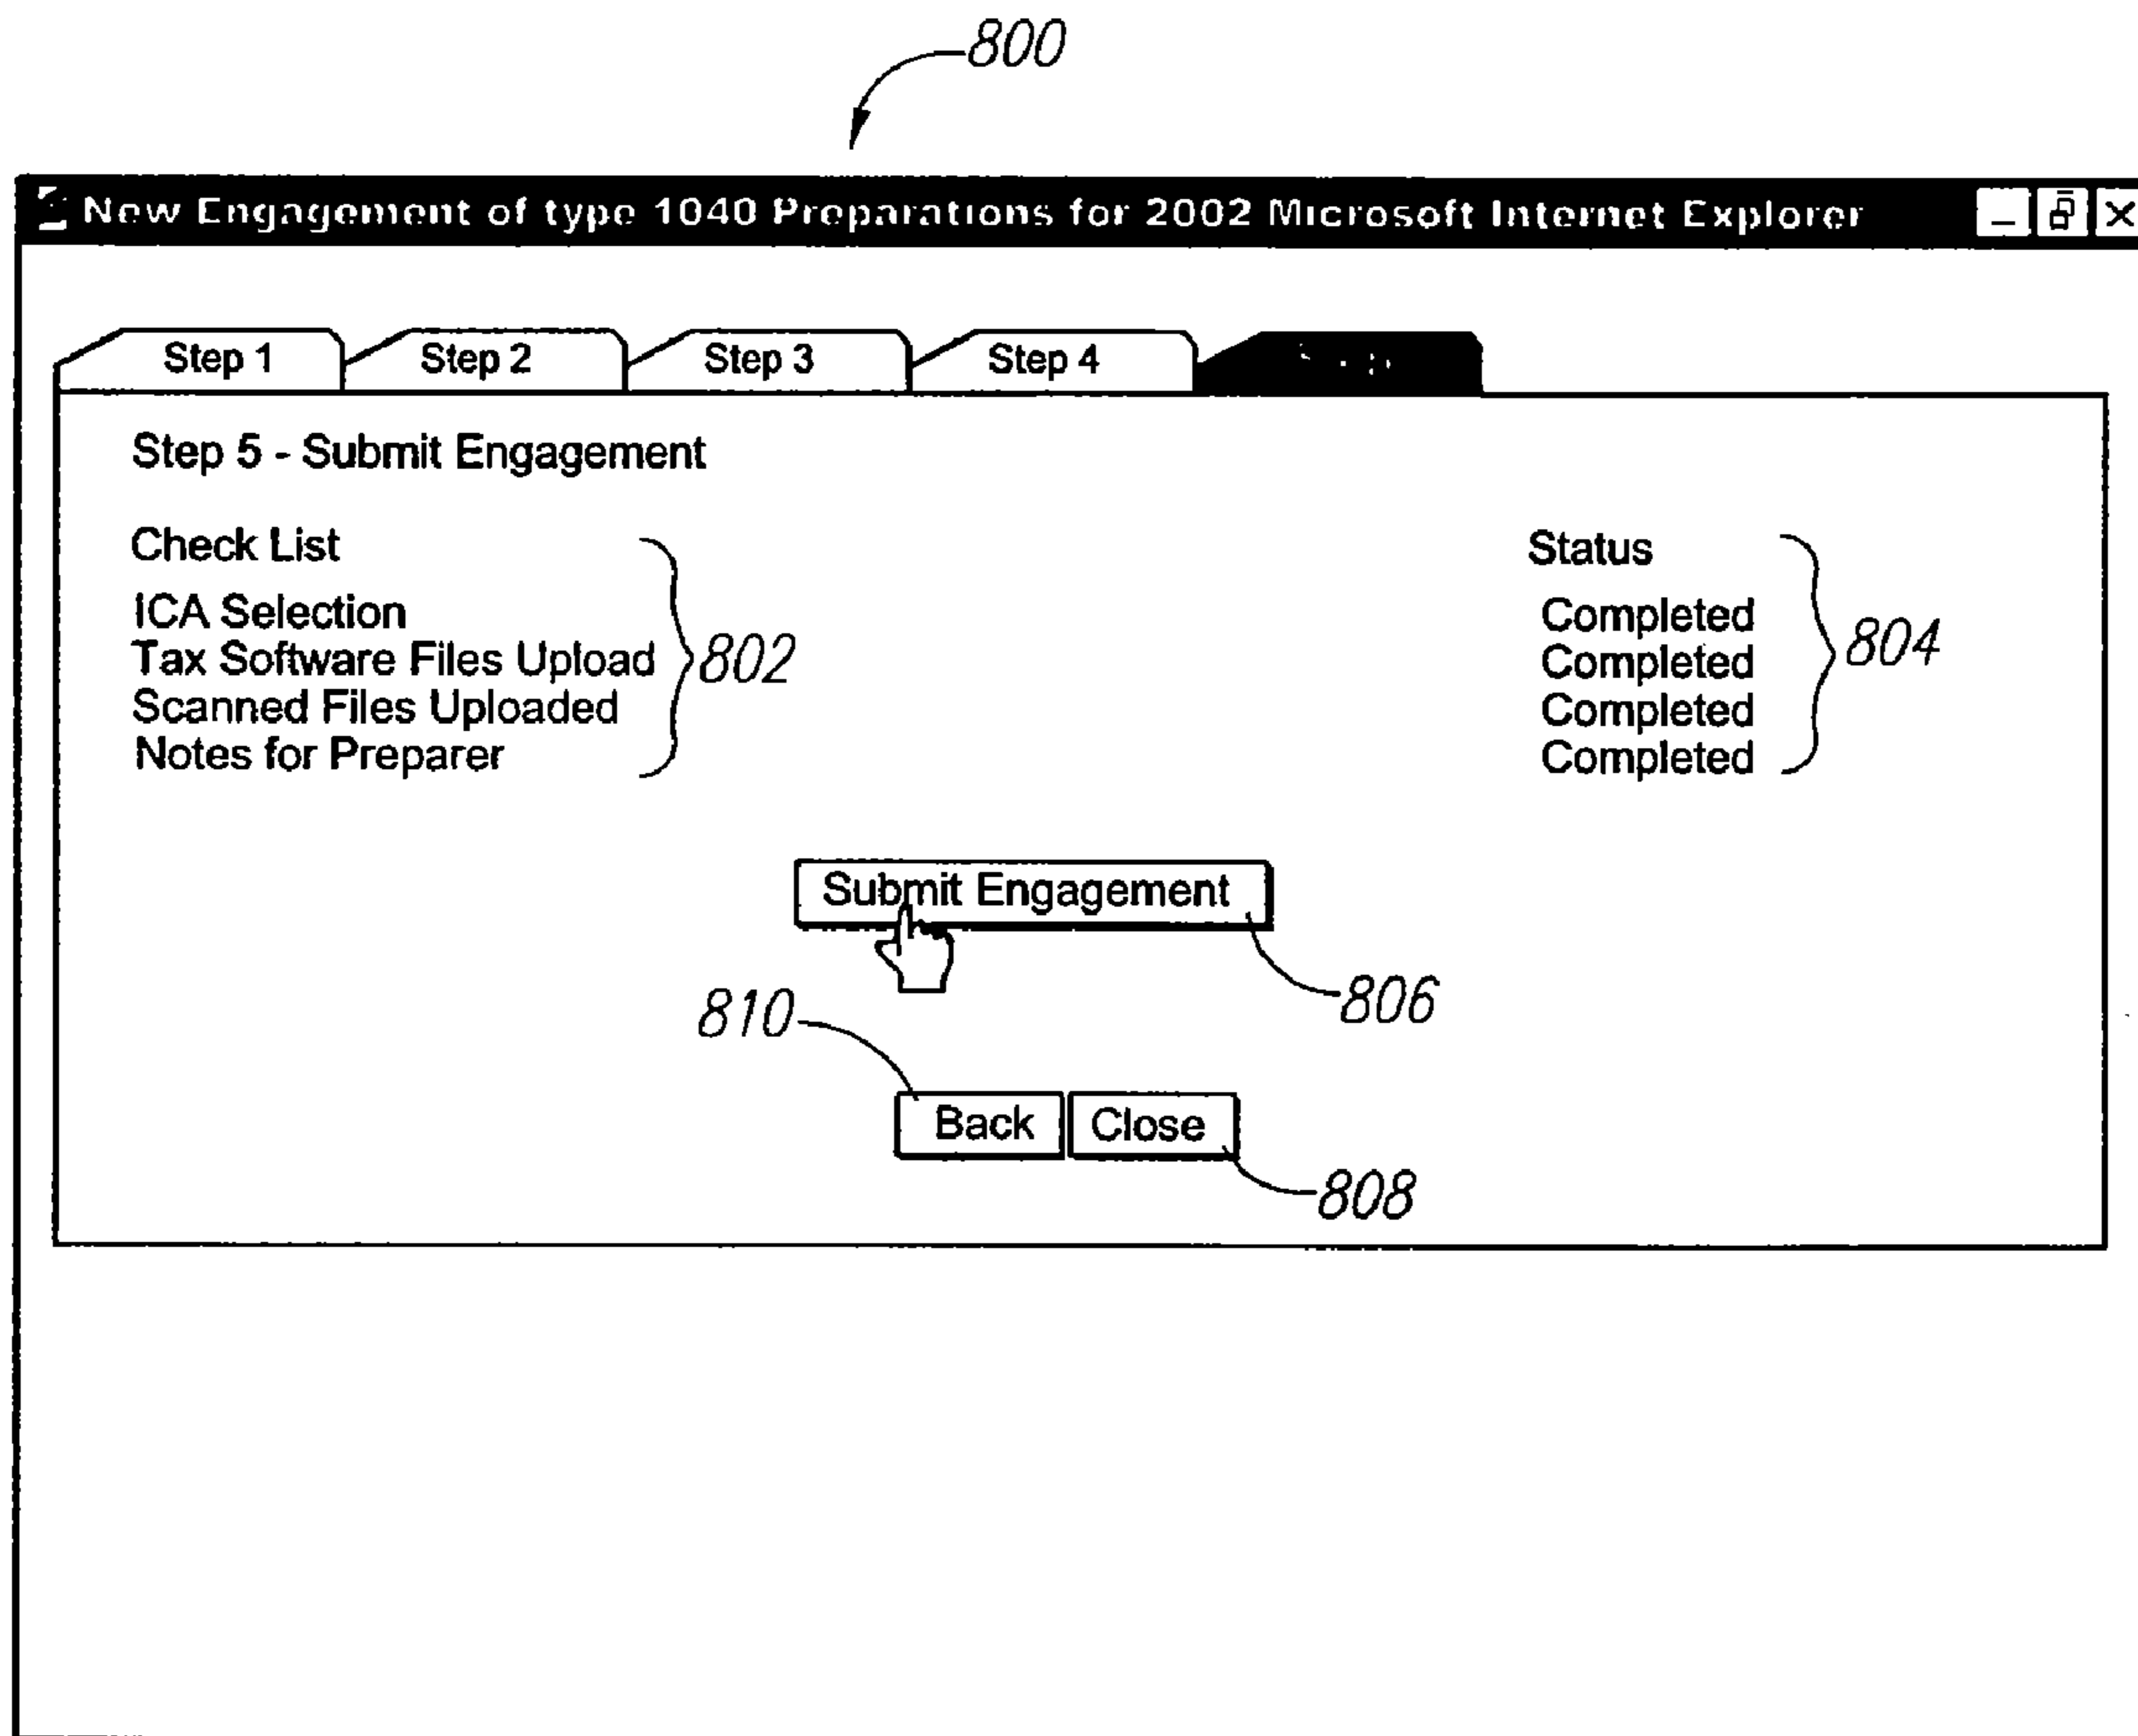 800
New Engagement of type 1040 Preparations for 2002 Microsoft Internet Explorer
Step 1 Step 2 Step 3 Step 4
Step 5 - Submit Engagement
Check List Status
ICA Selection Completed
Tax Software Files Upload Completed
802 804
Scanned Files Uploaded Completed
Notes for Preparer Completed
Submit Engagement
806
810
Back Close
808